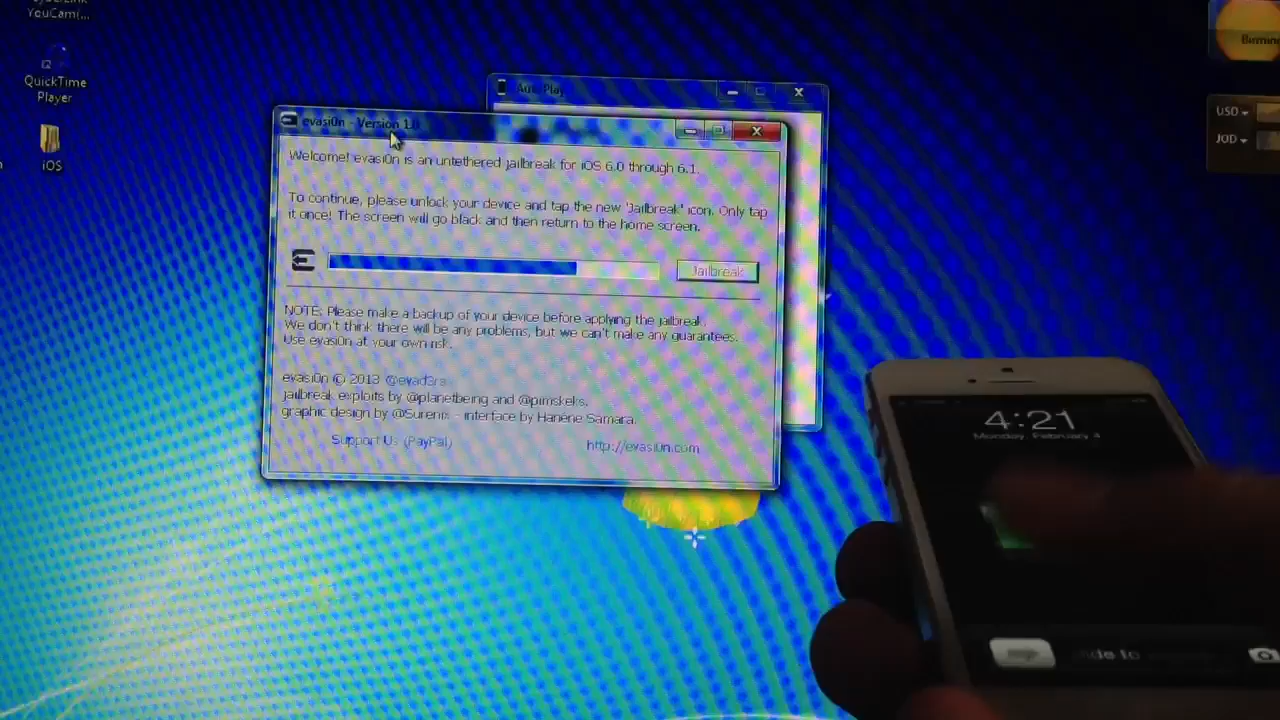 YouCam(...
QuickTime
Player
iOS
USD
JOD
evasi0n - Version 1.0
Welcome! evasi0n is an untethered jailbreak for iOS 6.0 through 6.1.
To continue, please unlock your device and tap the new 'Jailbreak' icon. Only tap
it once! The screen will go black and then return to the home screen.
Jailbreak
NOTE: Please make a backup of your device before applying the jailbreak.
We don't think there will be any problems, but we can't make any guarantees.
Use evasi0n at your own risk.
evasi0n © 2013 @evad3rs
jailbreak exploits by @planetbeing and @pimskeks.
graphic design by @Surenix - interface by Hanène Samara.
Support Us (PayPal)
http://evasi0n.com
4:21
Monday, February 4